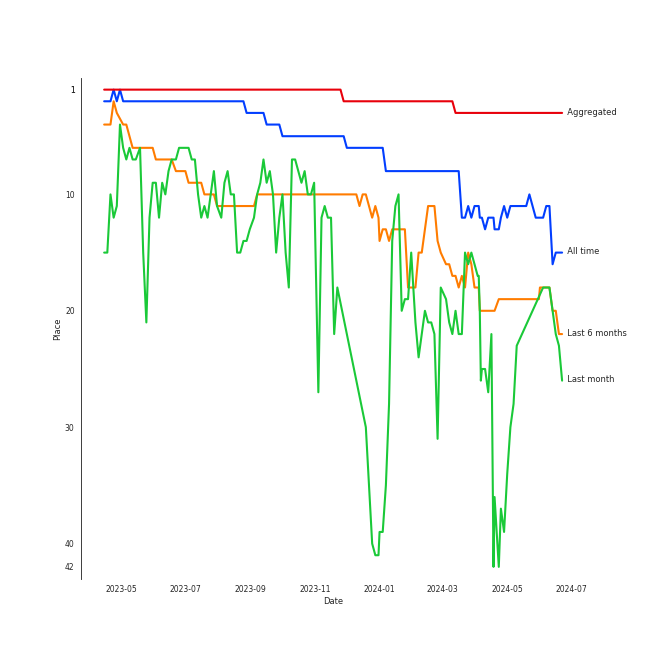 1
10
20
30
40
42
Place
Aggregated
All time
Last 6 months
Last month
2023-05
2023-07
2023-09
2023-11
2024-01
2024-03
2024-05
2024-07
Date